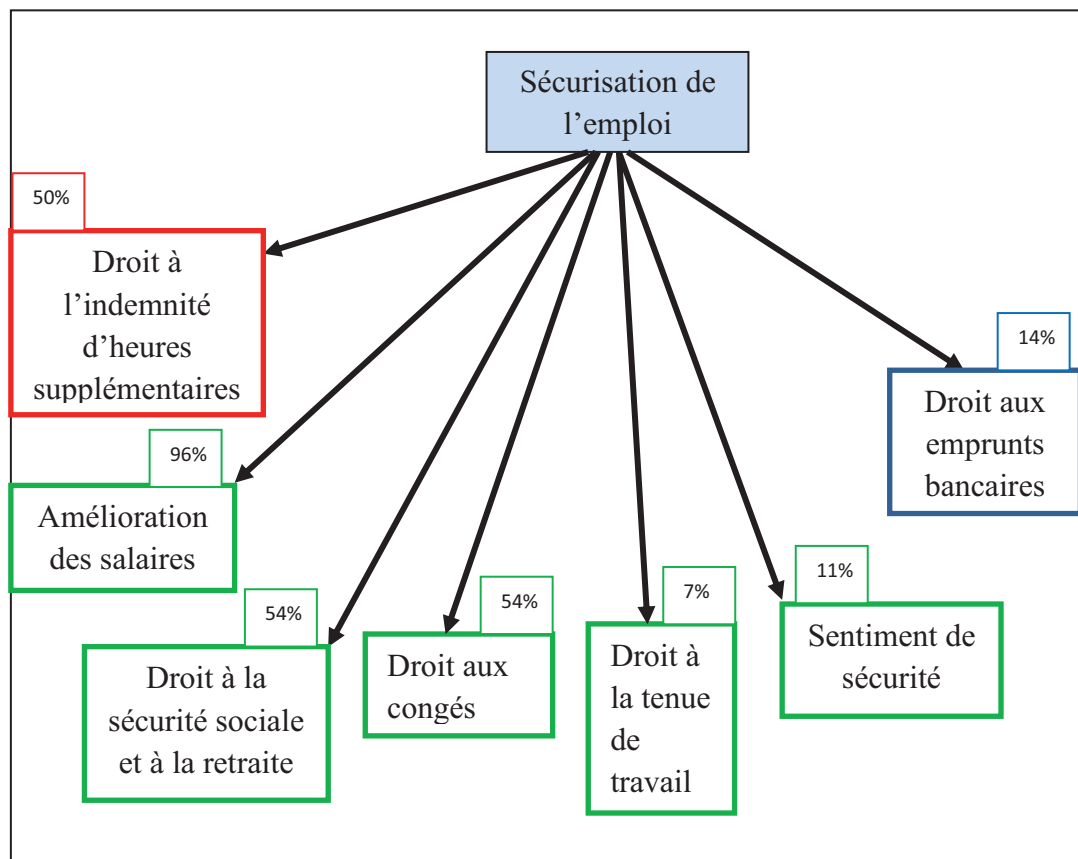 Sécurisation de
l’emploi
50%
Droit à
l’indemnité
d’heures
supplémentaires
14%
Droit aux
emprunts
bancaires
96%
Amélioration
des salaires
54%
Droit à la
sécurité sociale
et à la retraite
54%
Droit aux
congés
7%
Droit à
la tenue
de
travail
11%
Sentiment de
sécurité